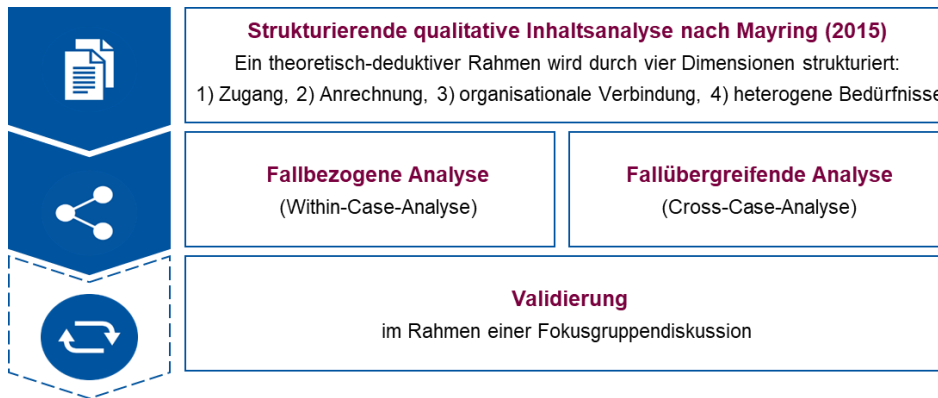 Strukturierende qualitative Inhaltsanalyse nach Mayring (2015)
Ein theoretisch-deduktiver Rahmen wird durch vier Dimensionen strukturiert:
1) Zugang, 2) Anrechnung, 3) organisationale Verbindung, 4) heterogene Bedürfnisse
Fallbezogene Analyse
(Within-Case-Analyse)
Fallübergreifende Analyse
(Cross-Case-Analyse)
Validierung
im Rahmen einer Fokusgruppendiskussion